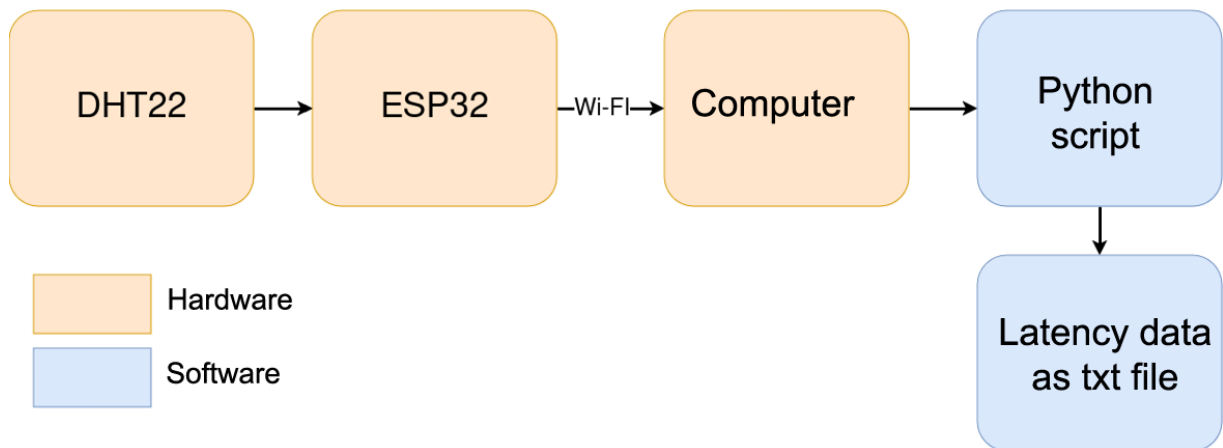 DHT22
ESP32
Wi-FI
Computer
Python
script
Hardware
Software
Latency data
as txt file